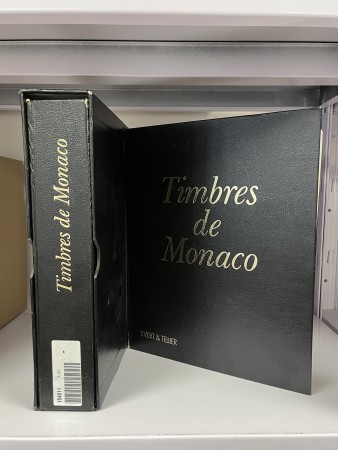 Timbres de Monaco
Timbres
de
Monaco
YVERT & TELLIER